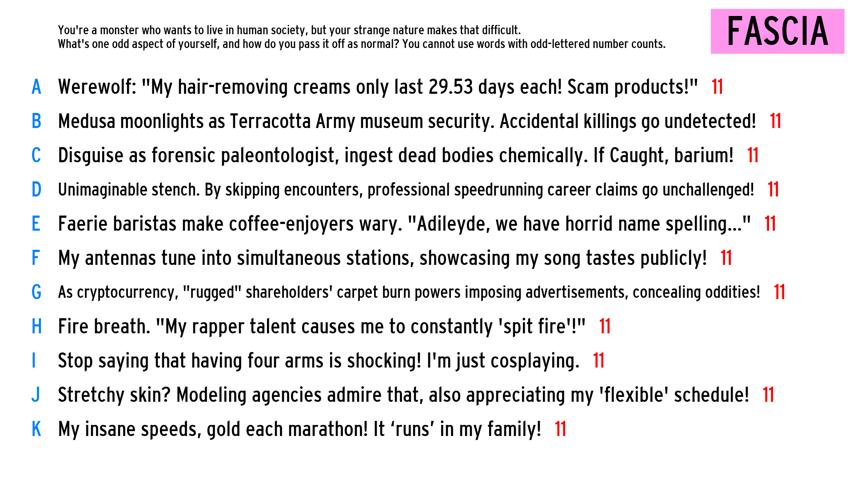 You're a monster who wants to live in human society, but your strange nature makes that difficult.
What's one odd aspect of yourself, and how do you pass it off as normal? You cannot use words with odd-lettered number counts.
FASCIA
A Werewolf: "My hair-removing creams only last 29.53 days each! Scam products!" 11
B Medusa moonlights as Terracotta Army museum security. Accidental killings go undetected! 11
C Disguise as forensic paleontologist, ingest dead bodies chemically. If Caught, barium! 11
D Unimaginable stench. By skipping encounters, professional speedrunning career claims go unchallenged! 11
E Faerie baristas make coffee-enjoyers wary. "Adileyde, we have horrid name spelling..." 11
F My antennas tune into simultaneous stations, showcasing my song tastes publicly! 11
G As cryptocurrency, "rugged" shareholders' carpet burn powers imposing advertisements, concealing oddities! 11
H Fire breath. "My rapper talent causes me to constantly 'spit fire'!" 11
I Stop saying that having four arms is shocking! I'm just cosplaying. 11
J Stretchy skin? Modeling agencies admire that, also appreciating my 'flexible' schedule! 11
K My insane speeds, gold each marathon! It ‘runs’ in my family! 11